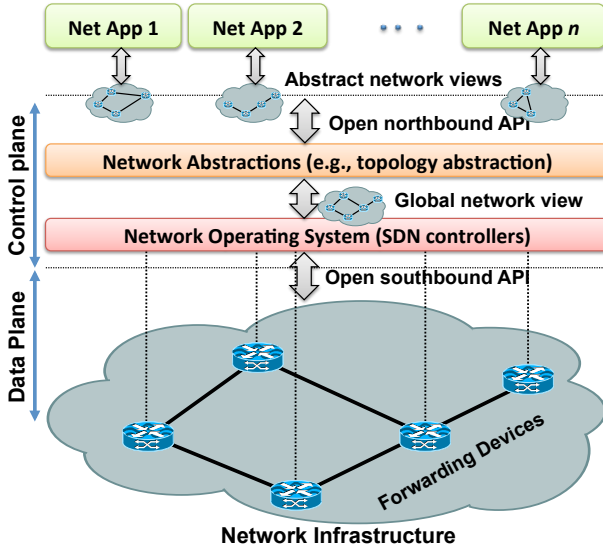 Net App 1
Net App 2
Net App n
Abstract network views
Open northbound API
Network Abstractions (e.g., topology abstraction)
Global network view
Network Operating System (SDN controllers)
Open southbound API
Control plane
Data Plane
Forwarding Devices
Network Infrastructure